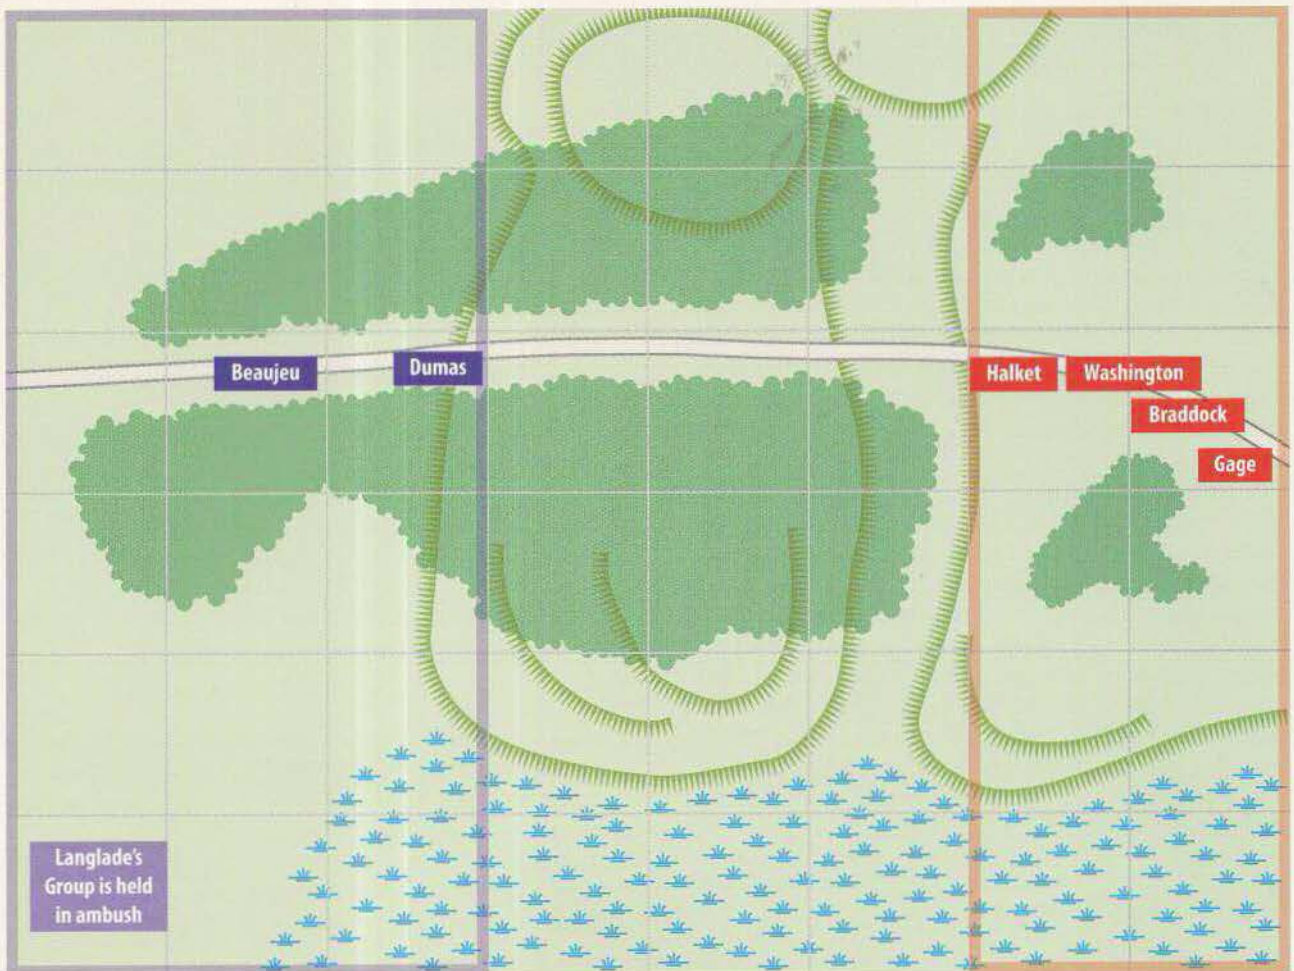 Beaujeu
Dumas
Halket
Washington
Braddock
Gage
Langlade's
Group is held
in ambush